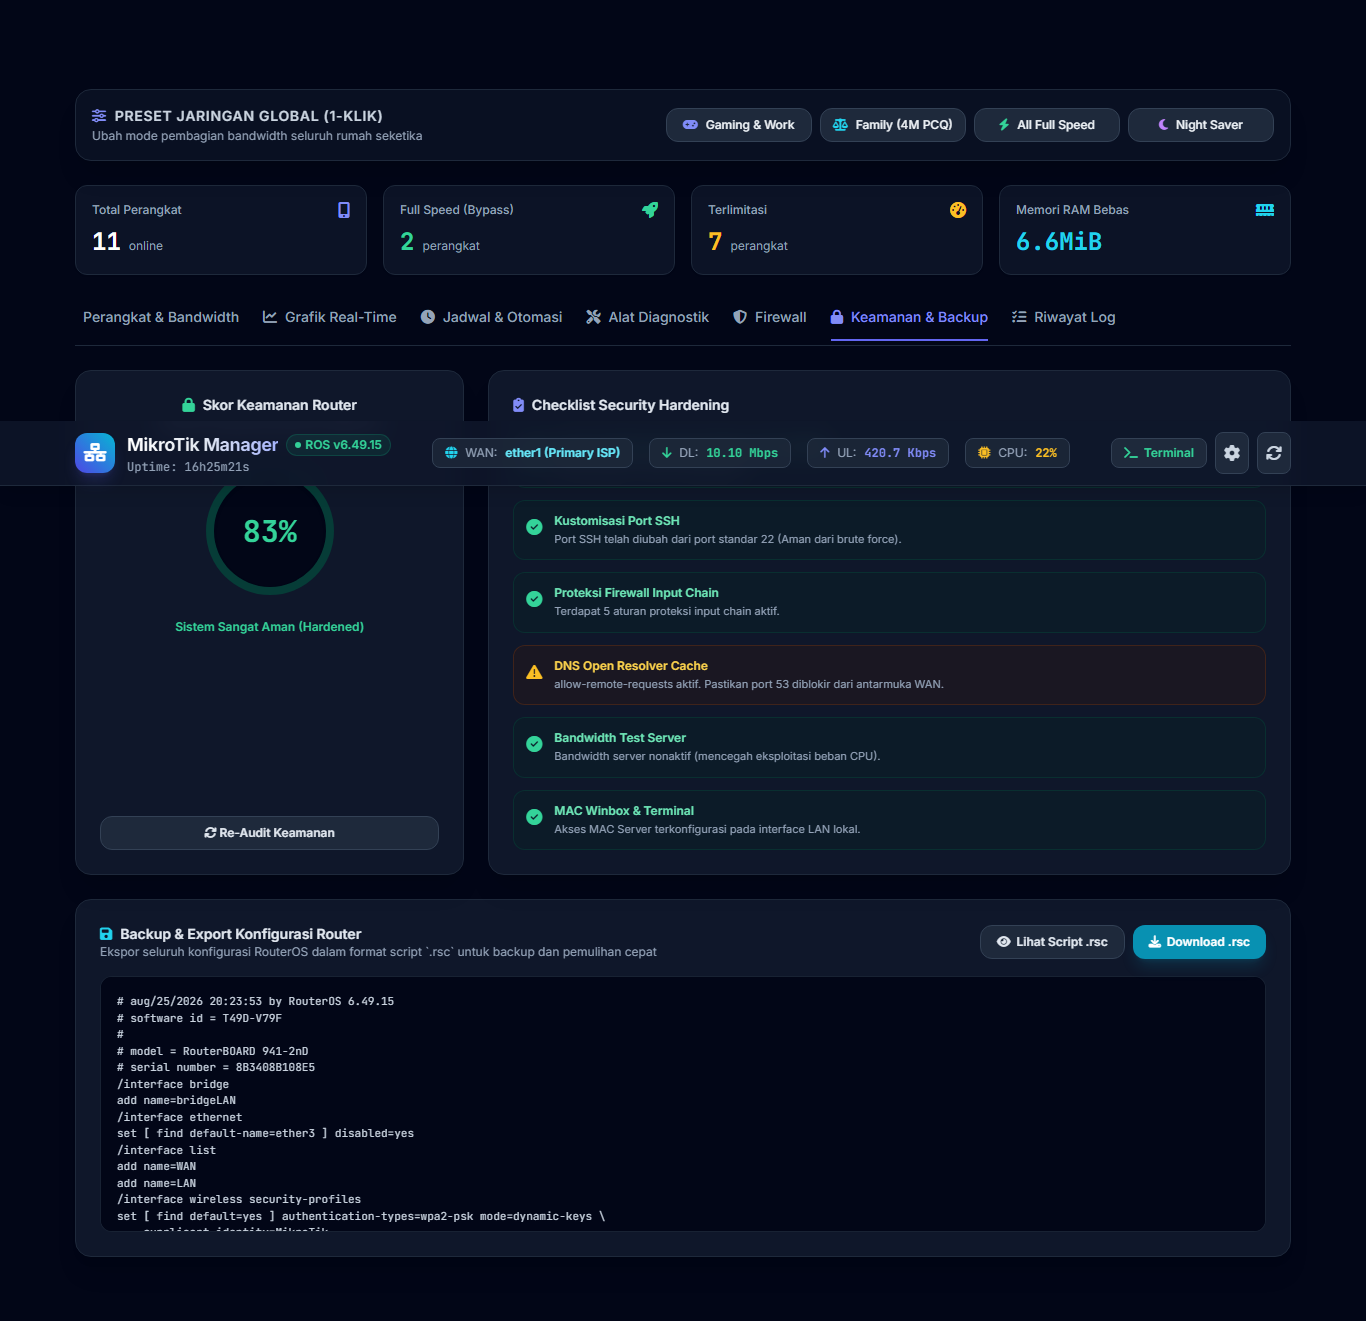 PRESET JARINGAN GLOBAL (1-KLIK)
Ubah mode pembagian bandwidth seluruh rumah seketika
Gaming & Work
Family (4M PCQ)
All Full Speed
Night Saver
Total Perangkat
11 online
Full Speed (Bypass)
2 perangkat
Terlimitasi
7 perangkat
Memori RAM Bebas
6.6MiB
Perangkat & Bandwidth
Grafik Real-Time
Jadwal & Otomasi
Alat Diagnostik
Firewall
Keamanan & Backup
Riwayat Log
Skor Keamanan Router
Checklist Security Hardening
MikroTik Manager
ROS v6.49.15
Uptime: 16h25m21s
WAN: ether1 (Primary ISP)
DL: 10.10 Mbps
UL: 420.7 Kbps
CPU: 22%
Terminal
83%
Sistem Sangat Aman (Hardened)
Re-Audit Keamanan
Kustomisasi Port SSH
Port SSH telah diubah dari port standar 22 (Aman dari brute force).
Proteksi Firewall Input Chain
Terdapat 5 aturan proteksi input chain aktif.
DNS Open Resolver Cache
allow-remote-requests aktif. Pastikan port 53 diblokir dari antarmuka WAN.
Bandwidth Test Server
Bandwidth server nonaktif (mencegah eksploitasi beban CPU).
MAC Winbox & Terminal
Akses MAC Server terkonfigurasi pada interface LAN lokal.
Backup & Export Konfigurasi Router
Ekspor seluruh konfigurasi RouterOS dalam format script `.rsc` untuk backup dan pemulihan cepat
Lihat Script .rsc
Download .rsc
# aug/25/2026 20:23:53 by RouterOS 6.49.15
# software id = T49D-V79F
#
# model = RouterBOARD 941-2nD
# serial number = 8B3408B108E5
/interface bridge
add name=bridgeLAN
/interface ethernet
set [ find default-name=ether3 ] disabled=yes
/interface list
add name=WAN
add name=LAN
/interface wireless security-profiles
set [ find default=yes ] authentication-types=wpa2-psk mode=dynamic-keys \
supplicant-identity=MikroTik